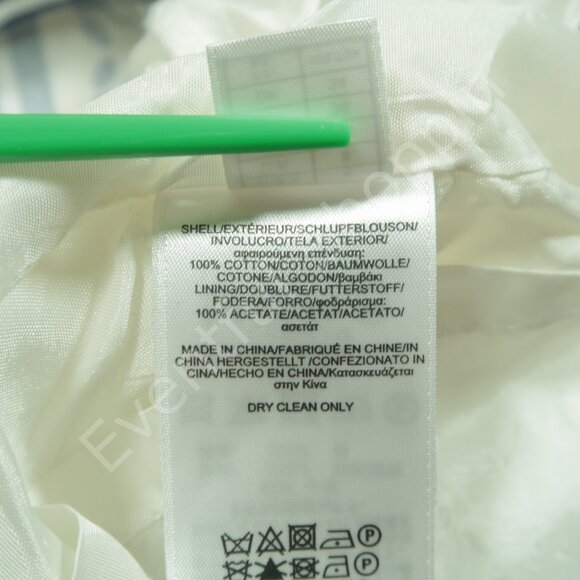 SHELL/EXTÉRIEUR/SCHLUPFBLOUSON/
INVOLUCRO/TELA EXTERIOR/
αφαιρούμενη επένδυση:
100% COTTON/COTON/BAUMWOLLE/
COTONE/ALGODON/βαμβάκι
LINING/DOUBLURE/FUTTERSTOFF/
FODERA/FORRO/φοδράρισμα:
100% ACETATE/ACETAT/ACETATO/
ασετάτ
MADE IN CHINA/FABRIQUÉ EN CHINE/IN
CHINA HERGESTELLT /CONFEZIONATO IN
CINA/HECHO EN CHINA/Κατασκευάζεται
στην Κίνα
DRY CLEAN ONLY
P
P